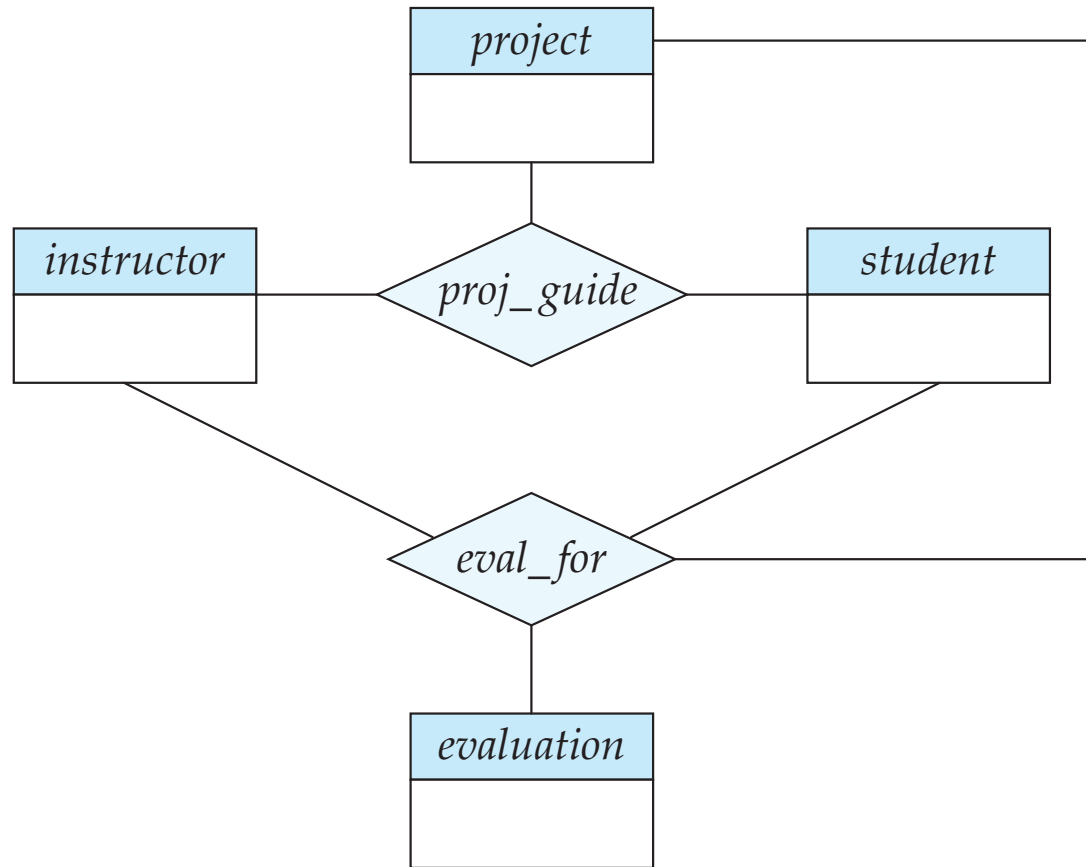 project
instructor
proj_guide
student
eval_for
evaluation